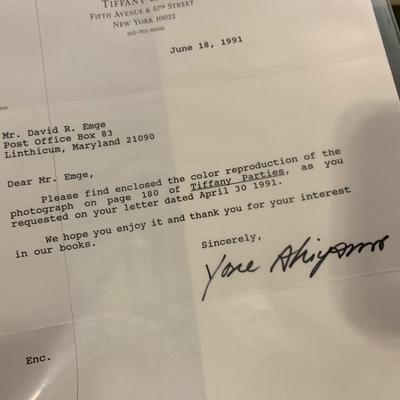 TIFFANY
FIFTH AVENUE & 57TH STREET
NEW YORK 10022
212-755-8000
June 18, 1991
Mr. David R. Emge
Post Office Box 83
Linthicum, Maryland 21090
Dear Mr. Emge,
Please find enclosed the color reproduction of the
photograph on page 180 of Tiffany Parties, as you
requested on your letter dated April 30 1991.
We hope you enjoy it and thank you for your interest
in our books.
Sincerely,
Enc.